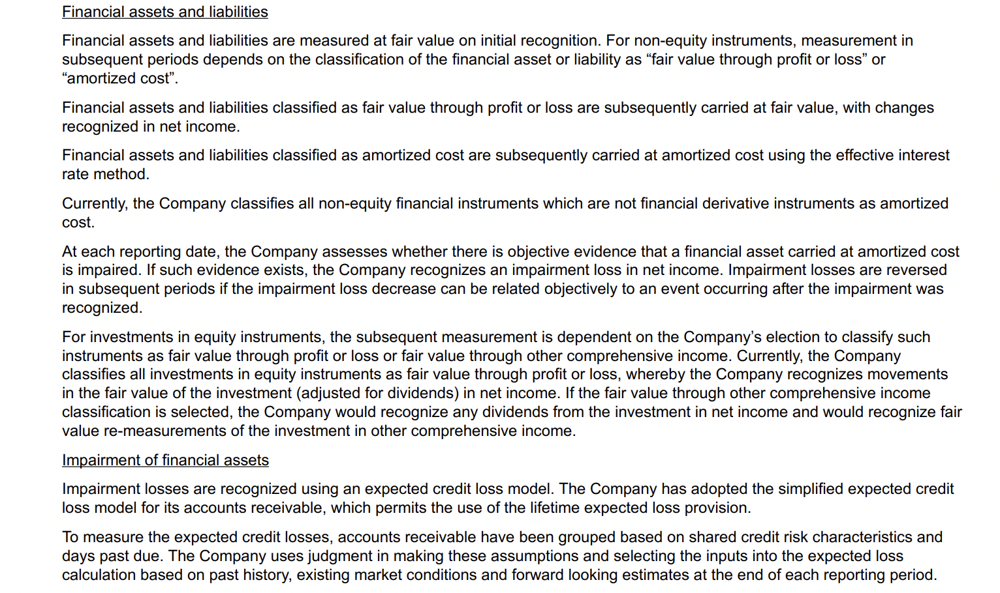 Financial assets and liabilities
Financial assets and liabilities are measured at fair value on initial recognition. For non-equity instruments, measurement in
subsequent periods depends on the classification of the financial asset or liability as “fair value through profit or loss” or
“amortized cost”.
Financial assets and liabilities classified as fair value through profit or loss are subsequently carried at fair value, with changes
recognized in net income.
Financial assets and liabilities classified as amortized cost are subsequently carried at amortized cost using the effective interest
rate method.
Currently, the Company classifies all non-equity financial instruments which are not financial derivative instruments as amortized
cost.
At each reporting date, the Company assesses whether there is objective evidence that a financial asset carried at amortized cost
is impaired. If such evidence exists, the Company recognizes an impairment loss in net income. Impairment losses are reversed
in subsequent periods if the impairment loss decrease can be related objectively to an event occurring after the impairment was
recognized.
For investments in equity instruments, the subsequent measurement is dependent on the Company’s election to classify such
instruments as fair value through profit or loss or fair value through other comprehensive income. Currently, the Company
classifies all investments in equity instruments as fair value through profit or loss, whereby the Company recognizes movements
in the fair value of the investment (adjusted for dividends) in net income. If the fair value through other comprehensive income
classification is selected, the Company would recognize any dividends from the investment in net income and would recognize fair
value re-measurements of the investment in other comprehensive income.
Impairment of financial assets
Impairment losses are recognized using an expected credit loss model. The Company has adopted the simplified expected credit
loss model for its accounts receivable, which permits the use of the lifetime expected loss provision.
To measure the expected credit losses, accounts receivable have been grouped based on shared credit risk characteristics and
days past due. The Company uses judgment in making these assumptions and selecting the inputs into the expected loss
calculation based on past history, existing market conditions and forward looking estimates at the end of each reporting period.